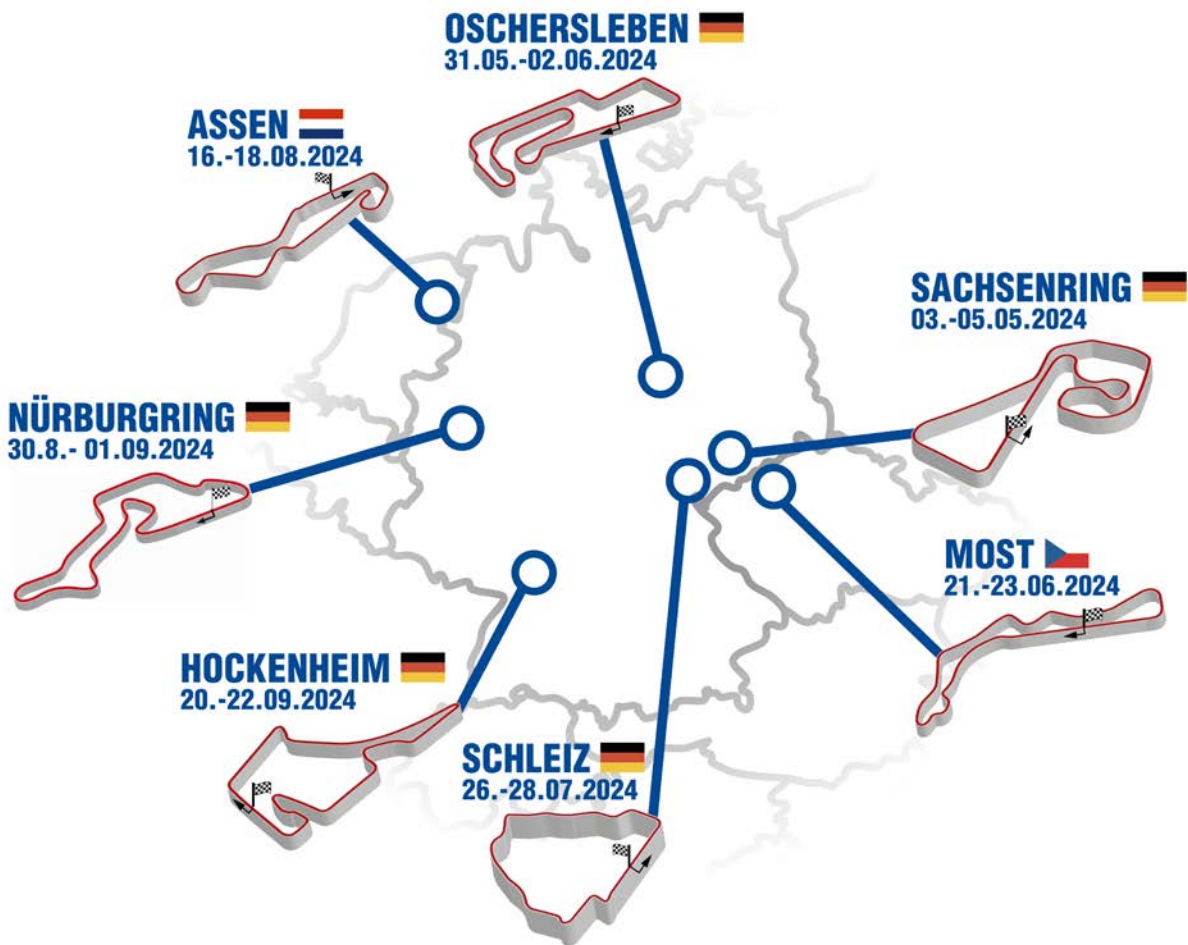 OSCHERSLEBEN
31.05.-02.06.2024
ASSEN
16.-18.08.2024
SACHSENRING
03.-05.05.2024
NÜRBURGRING
30.8.- 01.09.2024
MOST
21.-23.06.2024
HOCKENHEIM
20.-22.09.2024
SCHLEIZ
26.-28.07.2024